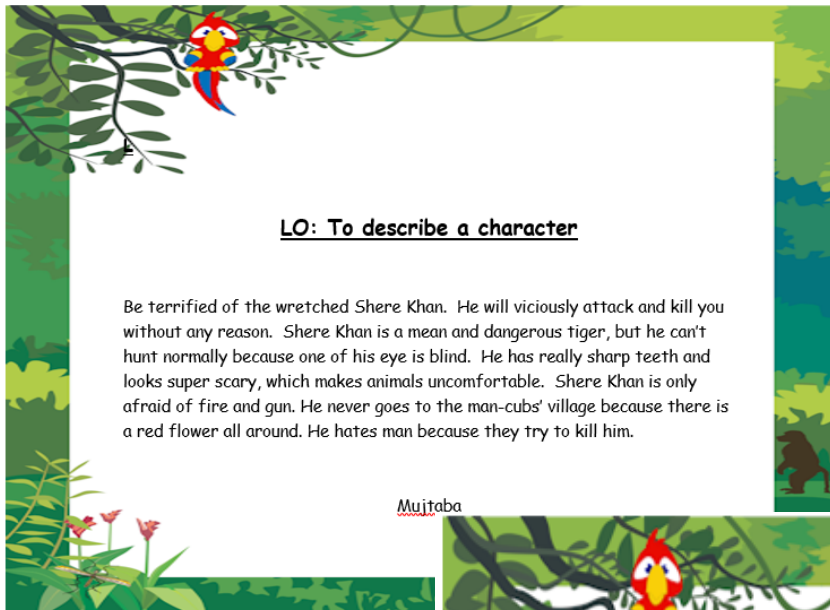 L
LO: To describe a character
Be terrified of the wretched Shere Khan.  He will viciously attack and kill you
without any reason.  Shere Khan is a mean and dangerous tiger, but he can't
hunt normally because one of his eye is blind.  He has really sharp teeth and
looks super scary, which makes animals uncomfortable.  Shere Khan is only
afraid of fire and gun. He never goes to the man-cubs' village because there is
a red flower all around. He hates man because they try to kill him.
Mujtaba